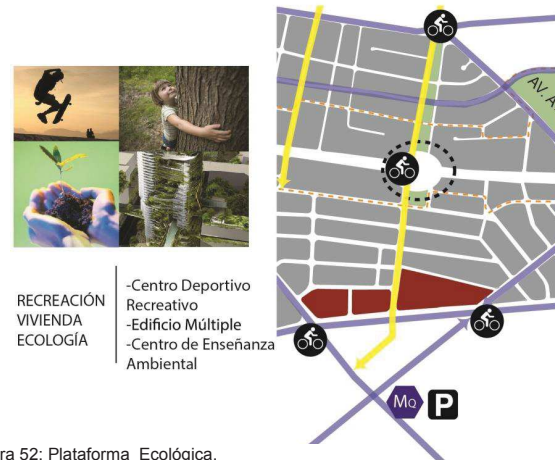 RECREACIÓN
VIVIENDA
ECOLOGÍA
-Centro Deportivo
Recreativo
-Edificio Múltiple
-Centro de Enseñanza
Ambiental
AV. A
MQ
P
ra 52: Plataforma Ecológica.